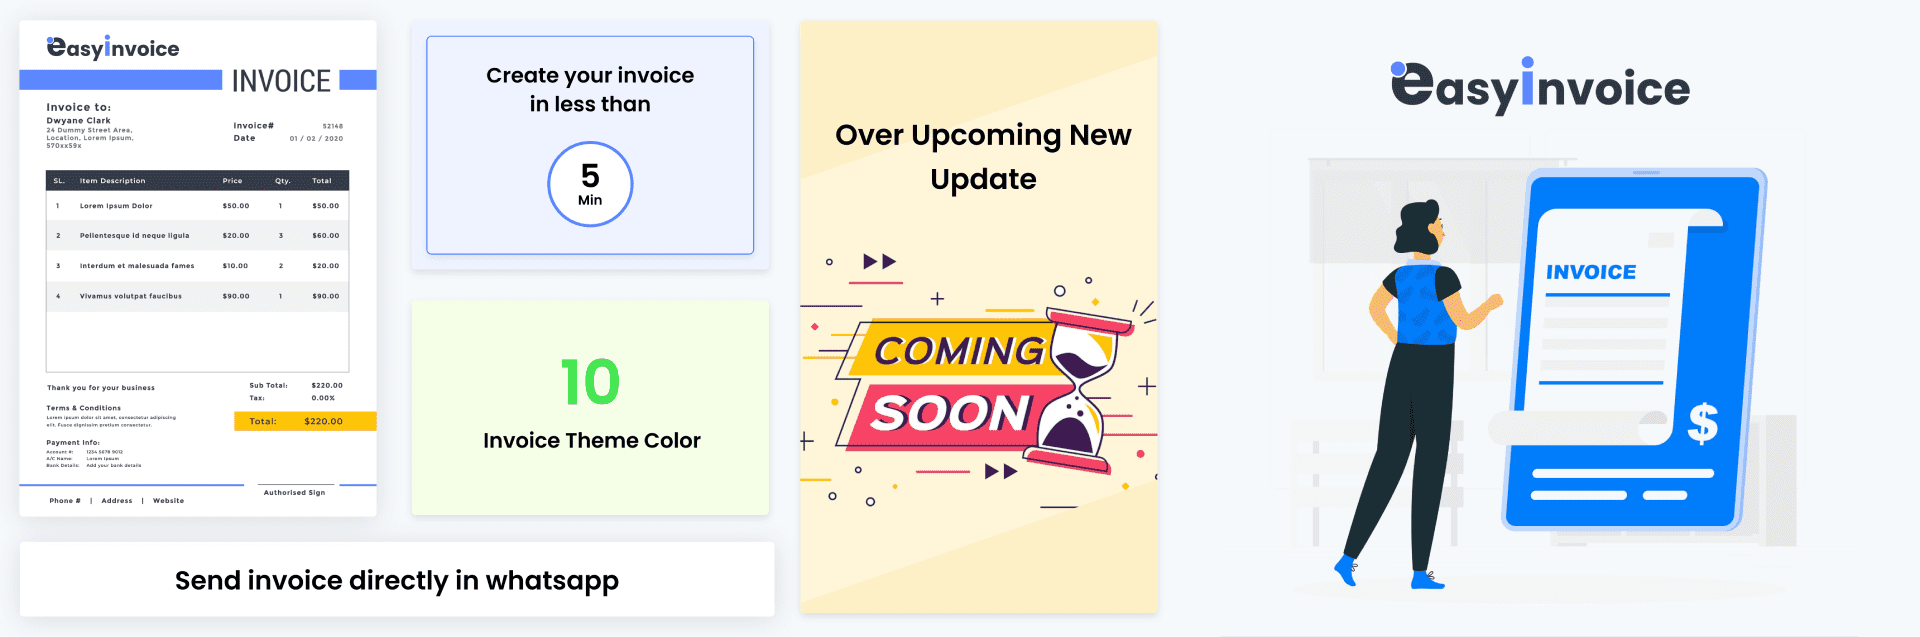 easyinvoice
INVOICE
Invoice to:
Dwyane Clark
24 Dummy Street Area,
Location, Lorem Ipsum,
570xx59x
Invoice# 52148
Date 01 / 02 / 2020
SL. Item Description Price Qty. Total
1 Lorem Ipsum Dolor $50.00 1 $50.00
2 Pellentesque id neque ligula $20.00 3 $60.00
3 Interdum et malesuada fames $10.00 2 $20.00
4 Vivamus volutpat faucibus $90.00 1 $90.00
Thank you for your business
Sub Total: $220.00
Tax: 0.00%
Total: $220.00
Terms & Conditions
Lorem ipsum dolor sit amet, consectetur adipiscing
elit. Fusce dignissim pretium consectetur.
Payment Info:
Account #: 1234 5678 9012
A/C Name: Lorem Ipsum
Bank Details: Add your bank details
Authorised Sign
Phone # | Address | Website
Create your invoice
in less than
5
Min
10
Invoice Theme Color
Send invoice directly in whatsapp
Over Upcoming New
Update
COMING
SOON
easyinvoice
INVOICE
$